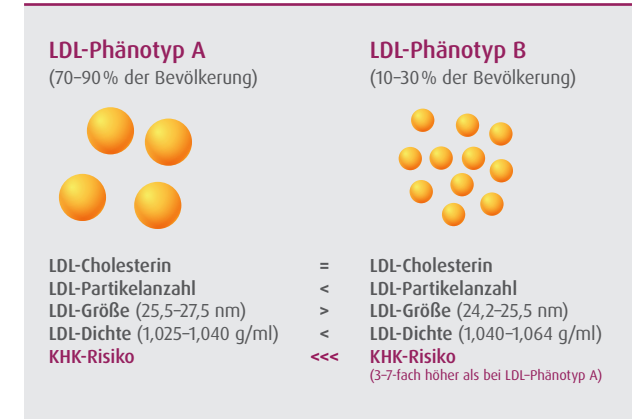 LDL-Phänotyp A
(70–90 % der Bevölkerung)
LDL-Phänotyp B
(10–30 % der Bevölkerung)
LDL-Cholesterin = LDL-Cholesterin
LDL-Partikelanzahl < LDL-Partikelanzahl
LDL-Größe (25,5–27,5 nm) > LDL-Größe (24,2–25,5 nm)
LDL-Dichte (1,025–1,040 g/ml) < LDL-Dichte (1,040–1,064 g/ml)
KHK-Risiko <<< KHK-Risiko
(3–7-fach höher als bei LDL-Phänotyp A)